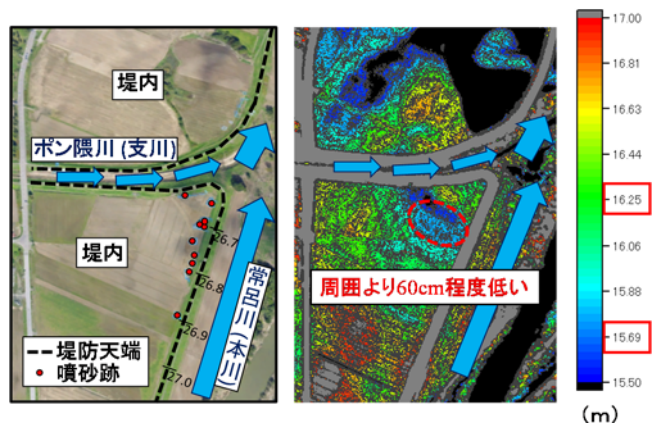 堤内
ポン隈川 (支川)
堤内
26.7
26.8
26.9
27.0
常呂川 (本川)
堤防天端
噴砂跡
周囲より60cm程度低い
17.00
16.81
16.63
16.44
16.25
16.06
15.88
15.69
15.50
(m)